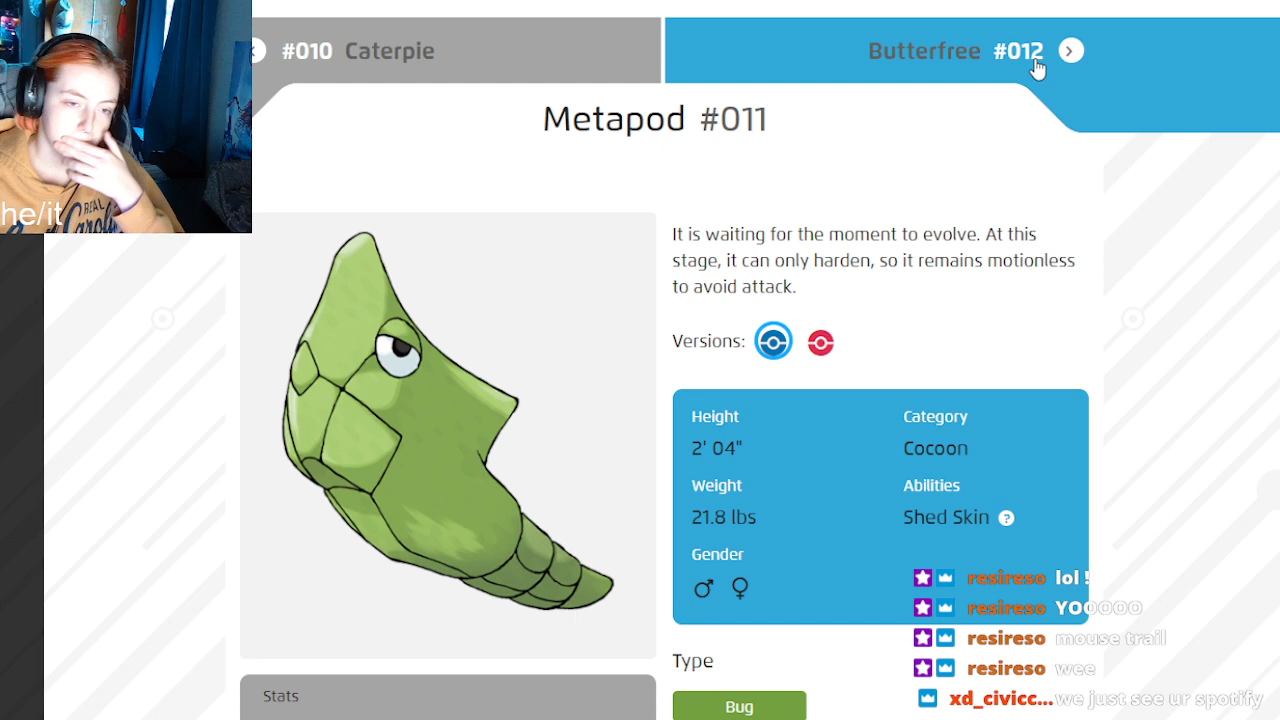 #010 Caterpie
Butterfree #012
Metapod #011
he/it
REAL
It is waiting for the moment to evolve. At this
stage, it can only harden, so it remains motionless
to avoid attack.
Versions:
Height
2' 04"
Category
Cocoon
Weight
21.8 lbs
Abilities
Shed Skin ?
Gender
♂ ♀
resireso lol !
resireso YOOOOO
resireso mouse trail
resireso wee
xd_civicc... we just see ur spotify
Type
Bug
Stats